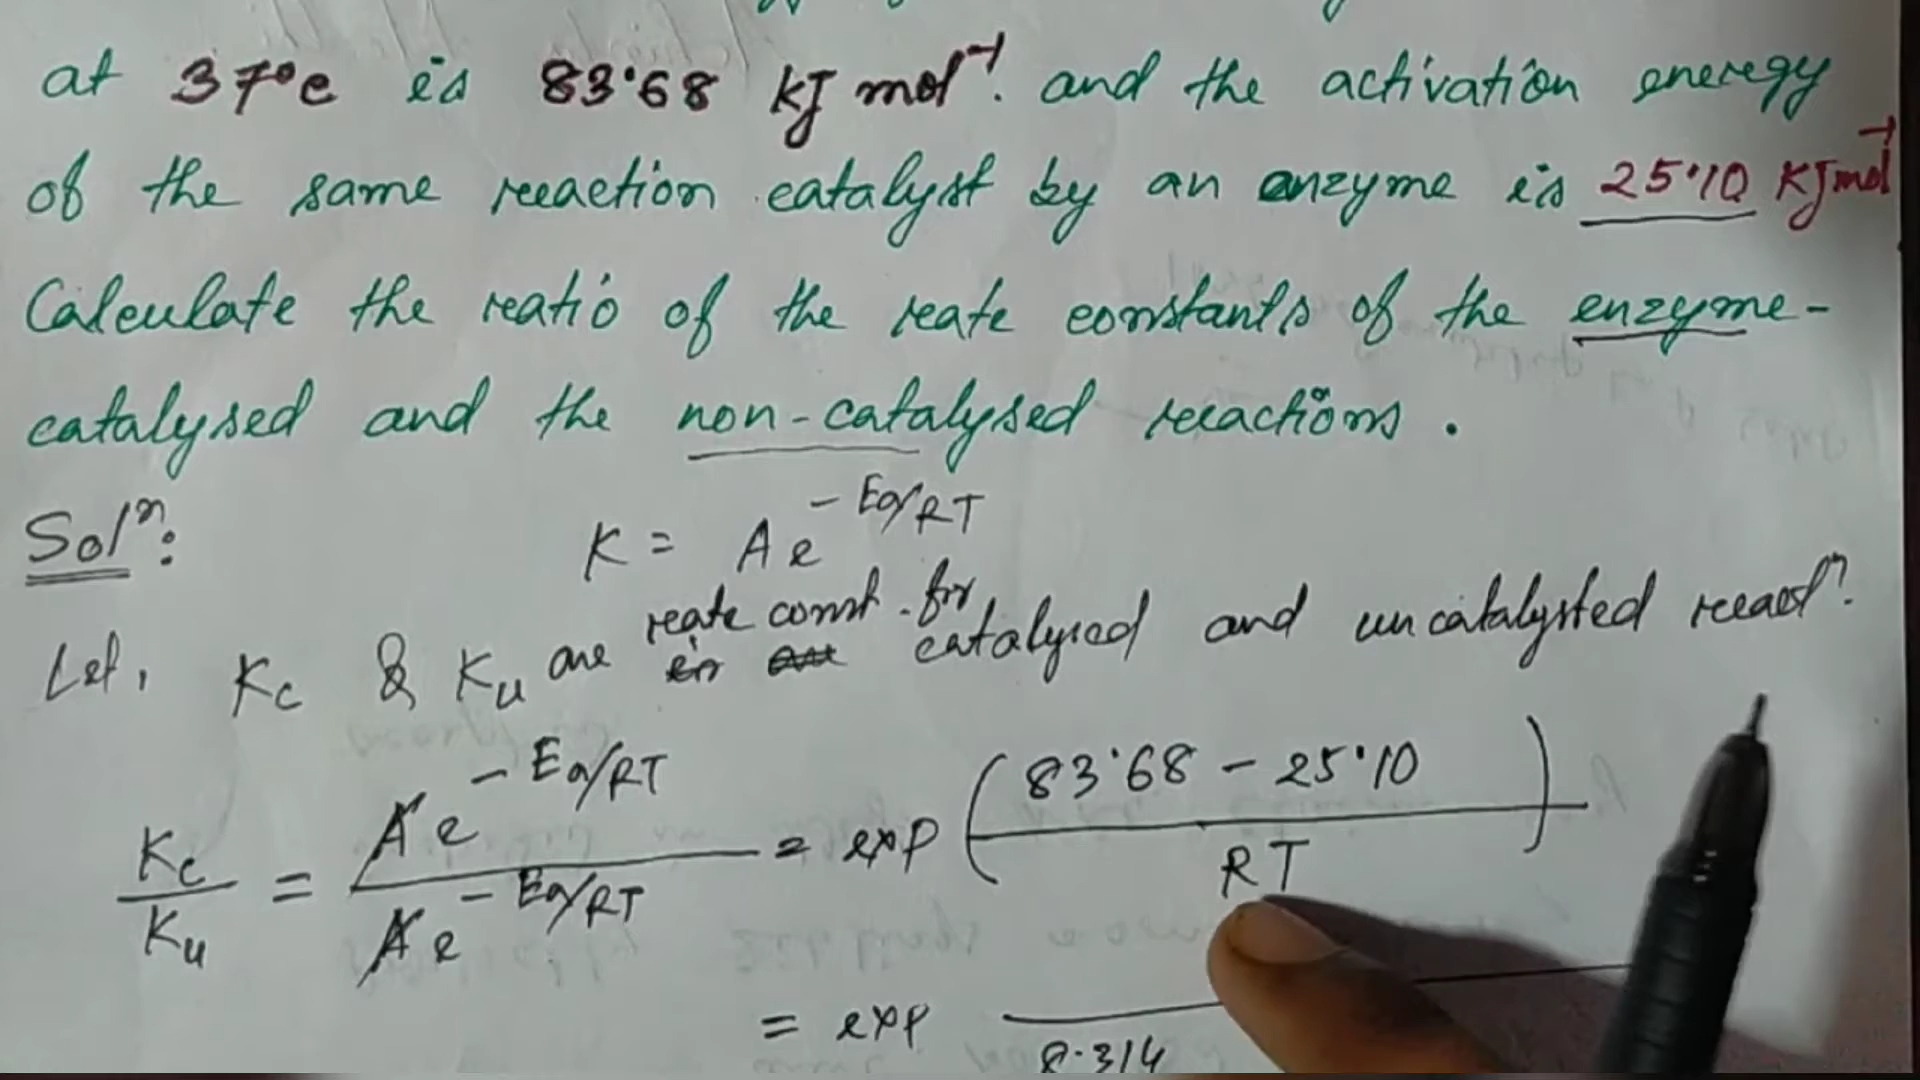 at 37°c is 83.68 kJ mol⁻¹. and the activation energy
of the same reaction catalyst by an enzyme is 25.10 KJ mol⁻¹
Calculate the ratio of the rate constants of the enzyme-
catalysed and the non-catalysed reactions.
Solⁿ: K = A e^(-Ea/RT)
Let, Kc & Ku are rate const. for catalysed and uncatalysted reactⁿ.
Kc/Ku = A e^(-Ea/RT) / A e^(-Ea/RT) = exp (83.68 - 25.10 / RT)
= exp
8.314